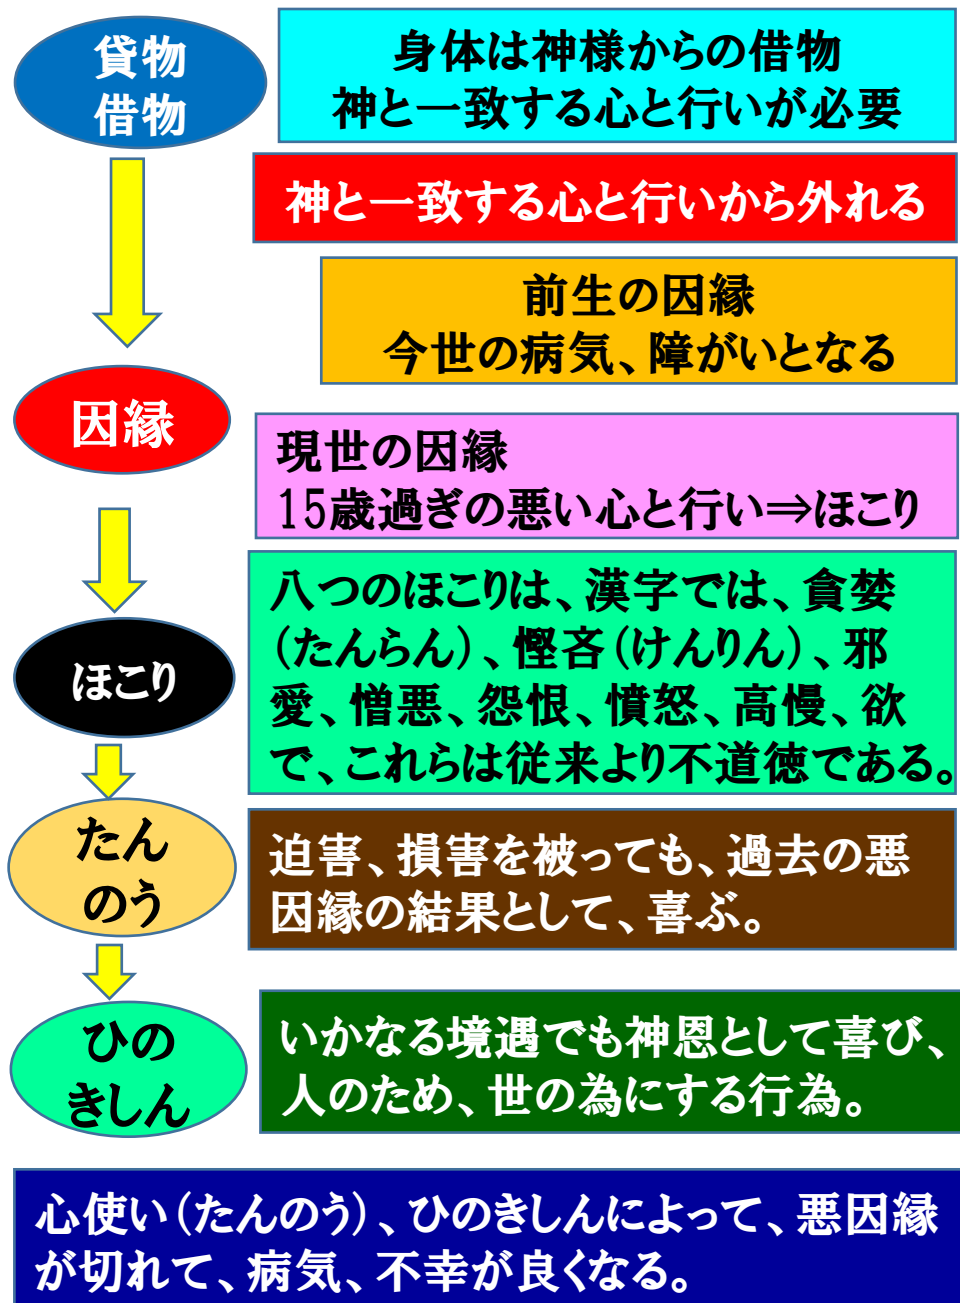 貸物
借物
身体は神様からの借物
神と一致する心と行いが必要
神と一致する心と行いから外れる
前生の因縁
今世の病気、障がいとなる
因縁
現世の因縁
15歳過ぎの悪い心と行い⇒ほこり
ほこり
八つのほこりは、漢字では、貪婪
(たんらん)、慳吝(けんりん)、邪
愛、憎悪、怨恨、憤怒、高慢、欲
で、これらは従来より不道徳である。
たん
のう
迫害、損害を被っても、過去の悪
因縁の結果として、喜ぶ。
ひの
きしん
いかなる境遇でも神恩として喜び、
人のため、世の為にする行為。
心使い(たんのう)、ひのきしんによって、悪因縁
が切れて、病気、不幸が良くなる。